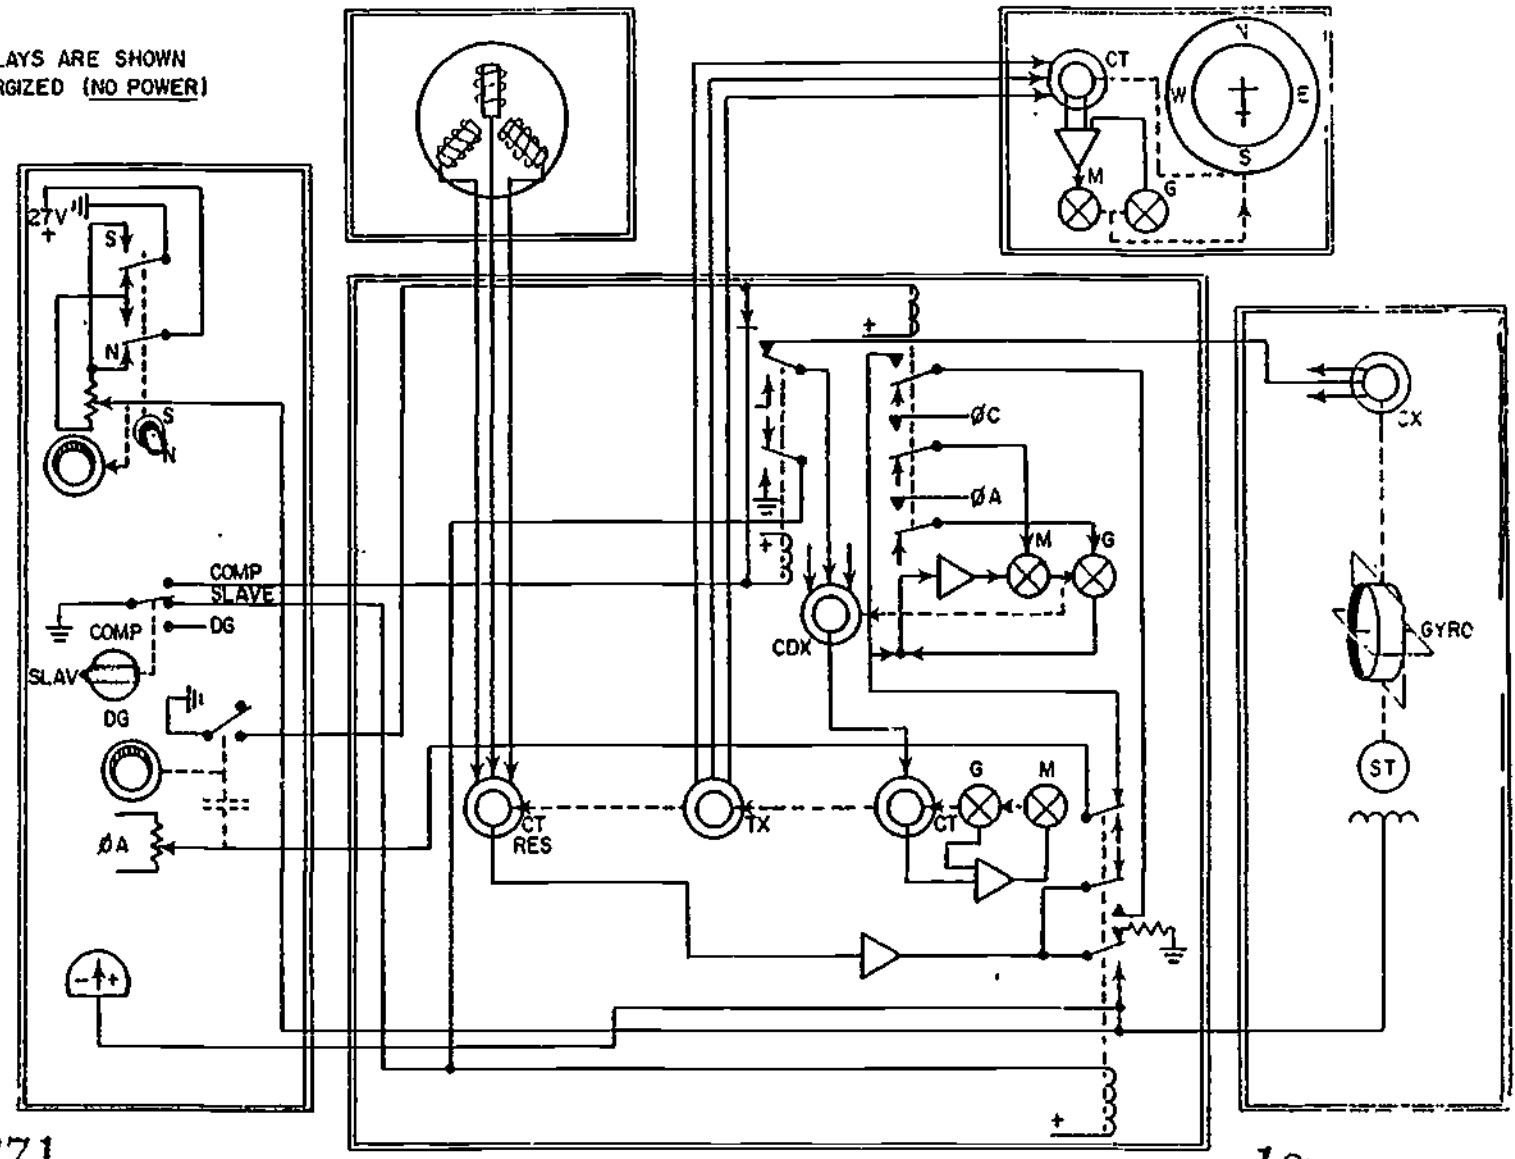 LAYS ARE SHOWN
RGIZED (NO POWER)
27V
+
S
N
S
N
COMP
SLAVE
DG
COMP
SLAV
DG
ØA
- +
+
ØC
ØA
+
M
G
CDX
G
M
CT
RES
TX
CT
+
CT
N
W
E
S
M
G
CX
GYRO
ST
71